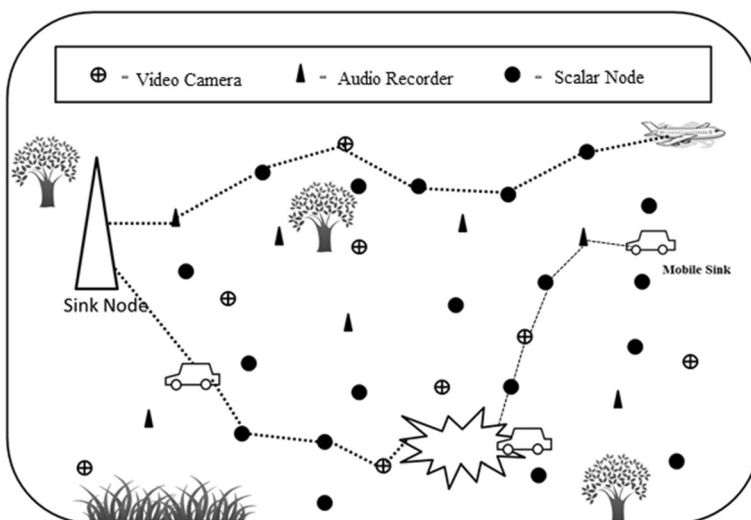 - Video Camera - Audio Recorder - Scalar Node
Sink Node
Mobile Sink